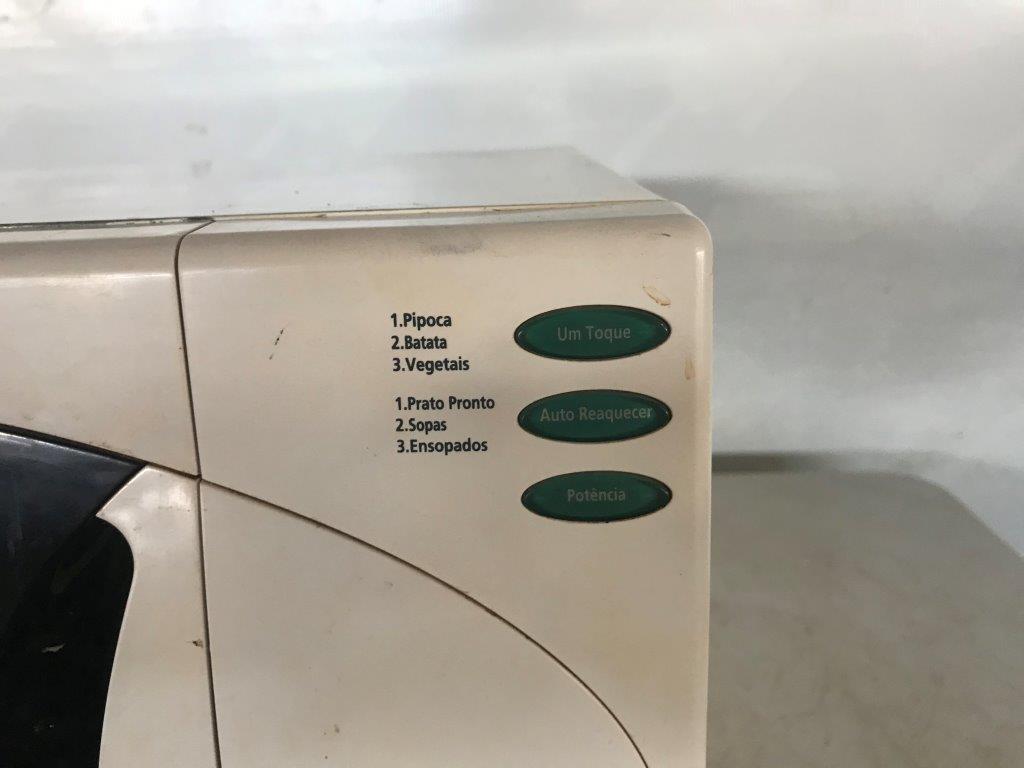 1.Pipoca
2.Batata
3.Vegetais
Um Toque
1.Prato Pronto
2.Sopas
3.Ensopados
Auto Reaquecer
Potência